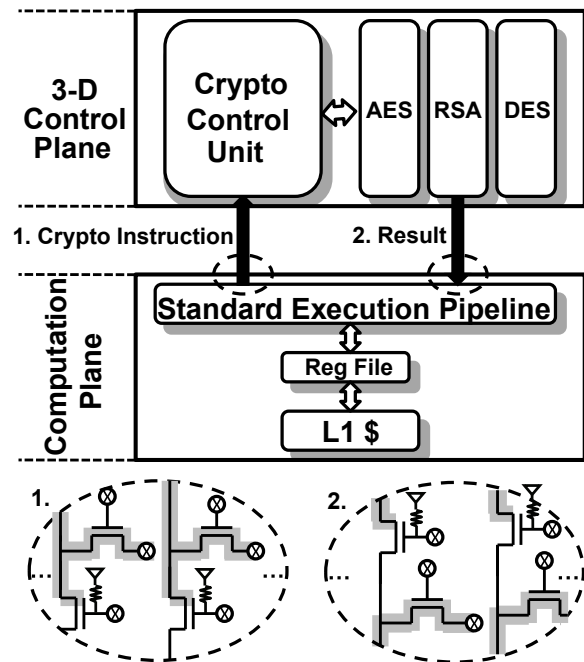 3-D
Control
Plane
Crypto
Control
Unit
AES
RSA
DES
1. Crypto Instruction
2. Result
Computation
Plane
Standard Execution Pipeline
Reg File
L1 $
1.
...
...
2.
...
...